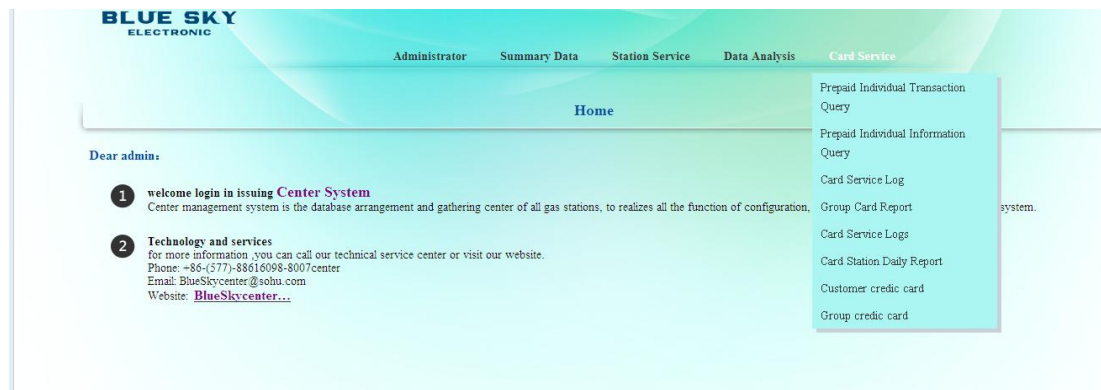 BLUE SKY
ELECTRONIC
Administrator Summary Data Station Service Data Analysis Card Service
Home
Prepaid Individual Transaction
Query
Prepaid Individual Information
Query
Card Service Log
Group Card Report
Card Service Logs
Card Station Daily Report
Customer credic card
Group credic card
Dear admin:
1 welcome login in issuing Center System
Center management system is the database arrangement and gathering center of all gas stations, to realizes all the function of configuration, system.
2 Technology and services
for more information ,you can call our technical service center or visit our website.
Phone: +86-(577)-88616098-8007center
Email: BlueSkycenter@sohu.com
Website: BlueSkycenter...